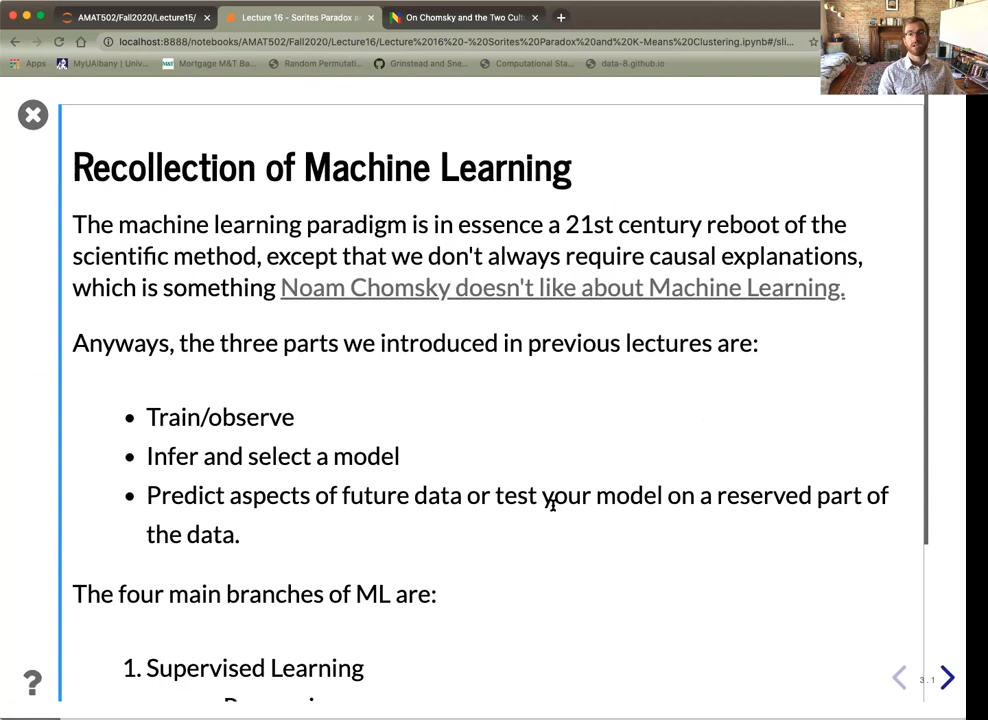 AMAT502/Fall2020/Lecture15/
Lecture 16 - Sorites Paradox a
On Chomsky and the Two Cult
localhost:8888/notebooks/AMAT502/Fall2020/Lecture16/Lecture%2016%20-%20Sorites%20Paradox%20and%20K-Means%20Clustering.ipynb#/sli...
Apps
MyUAlbany | Univ...
M&T
Mortgage M&T Ba...
Random Permutati...
Grinstead and Sne...
Computational Sta...
data-8.github.io
Recollection of Machine Learning
The machine learning paradigm is in essence a 21st century reboot of the
scientific method, except that we don't always require causal explanations,
which is something Noam Chomsky doesn't like about Machine Learning.
Anyways, the three parts we introduced in previous lectures are:
• Train/observe
• Infer and select a model
• Predict aspects of future data or test your model on a reserved part of
the data.
The four main branches of ML are:
1. Supervised Learning
?
3.1